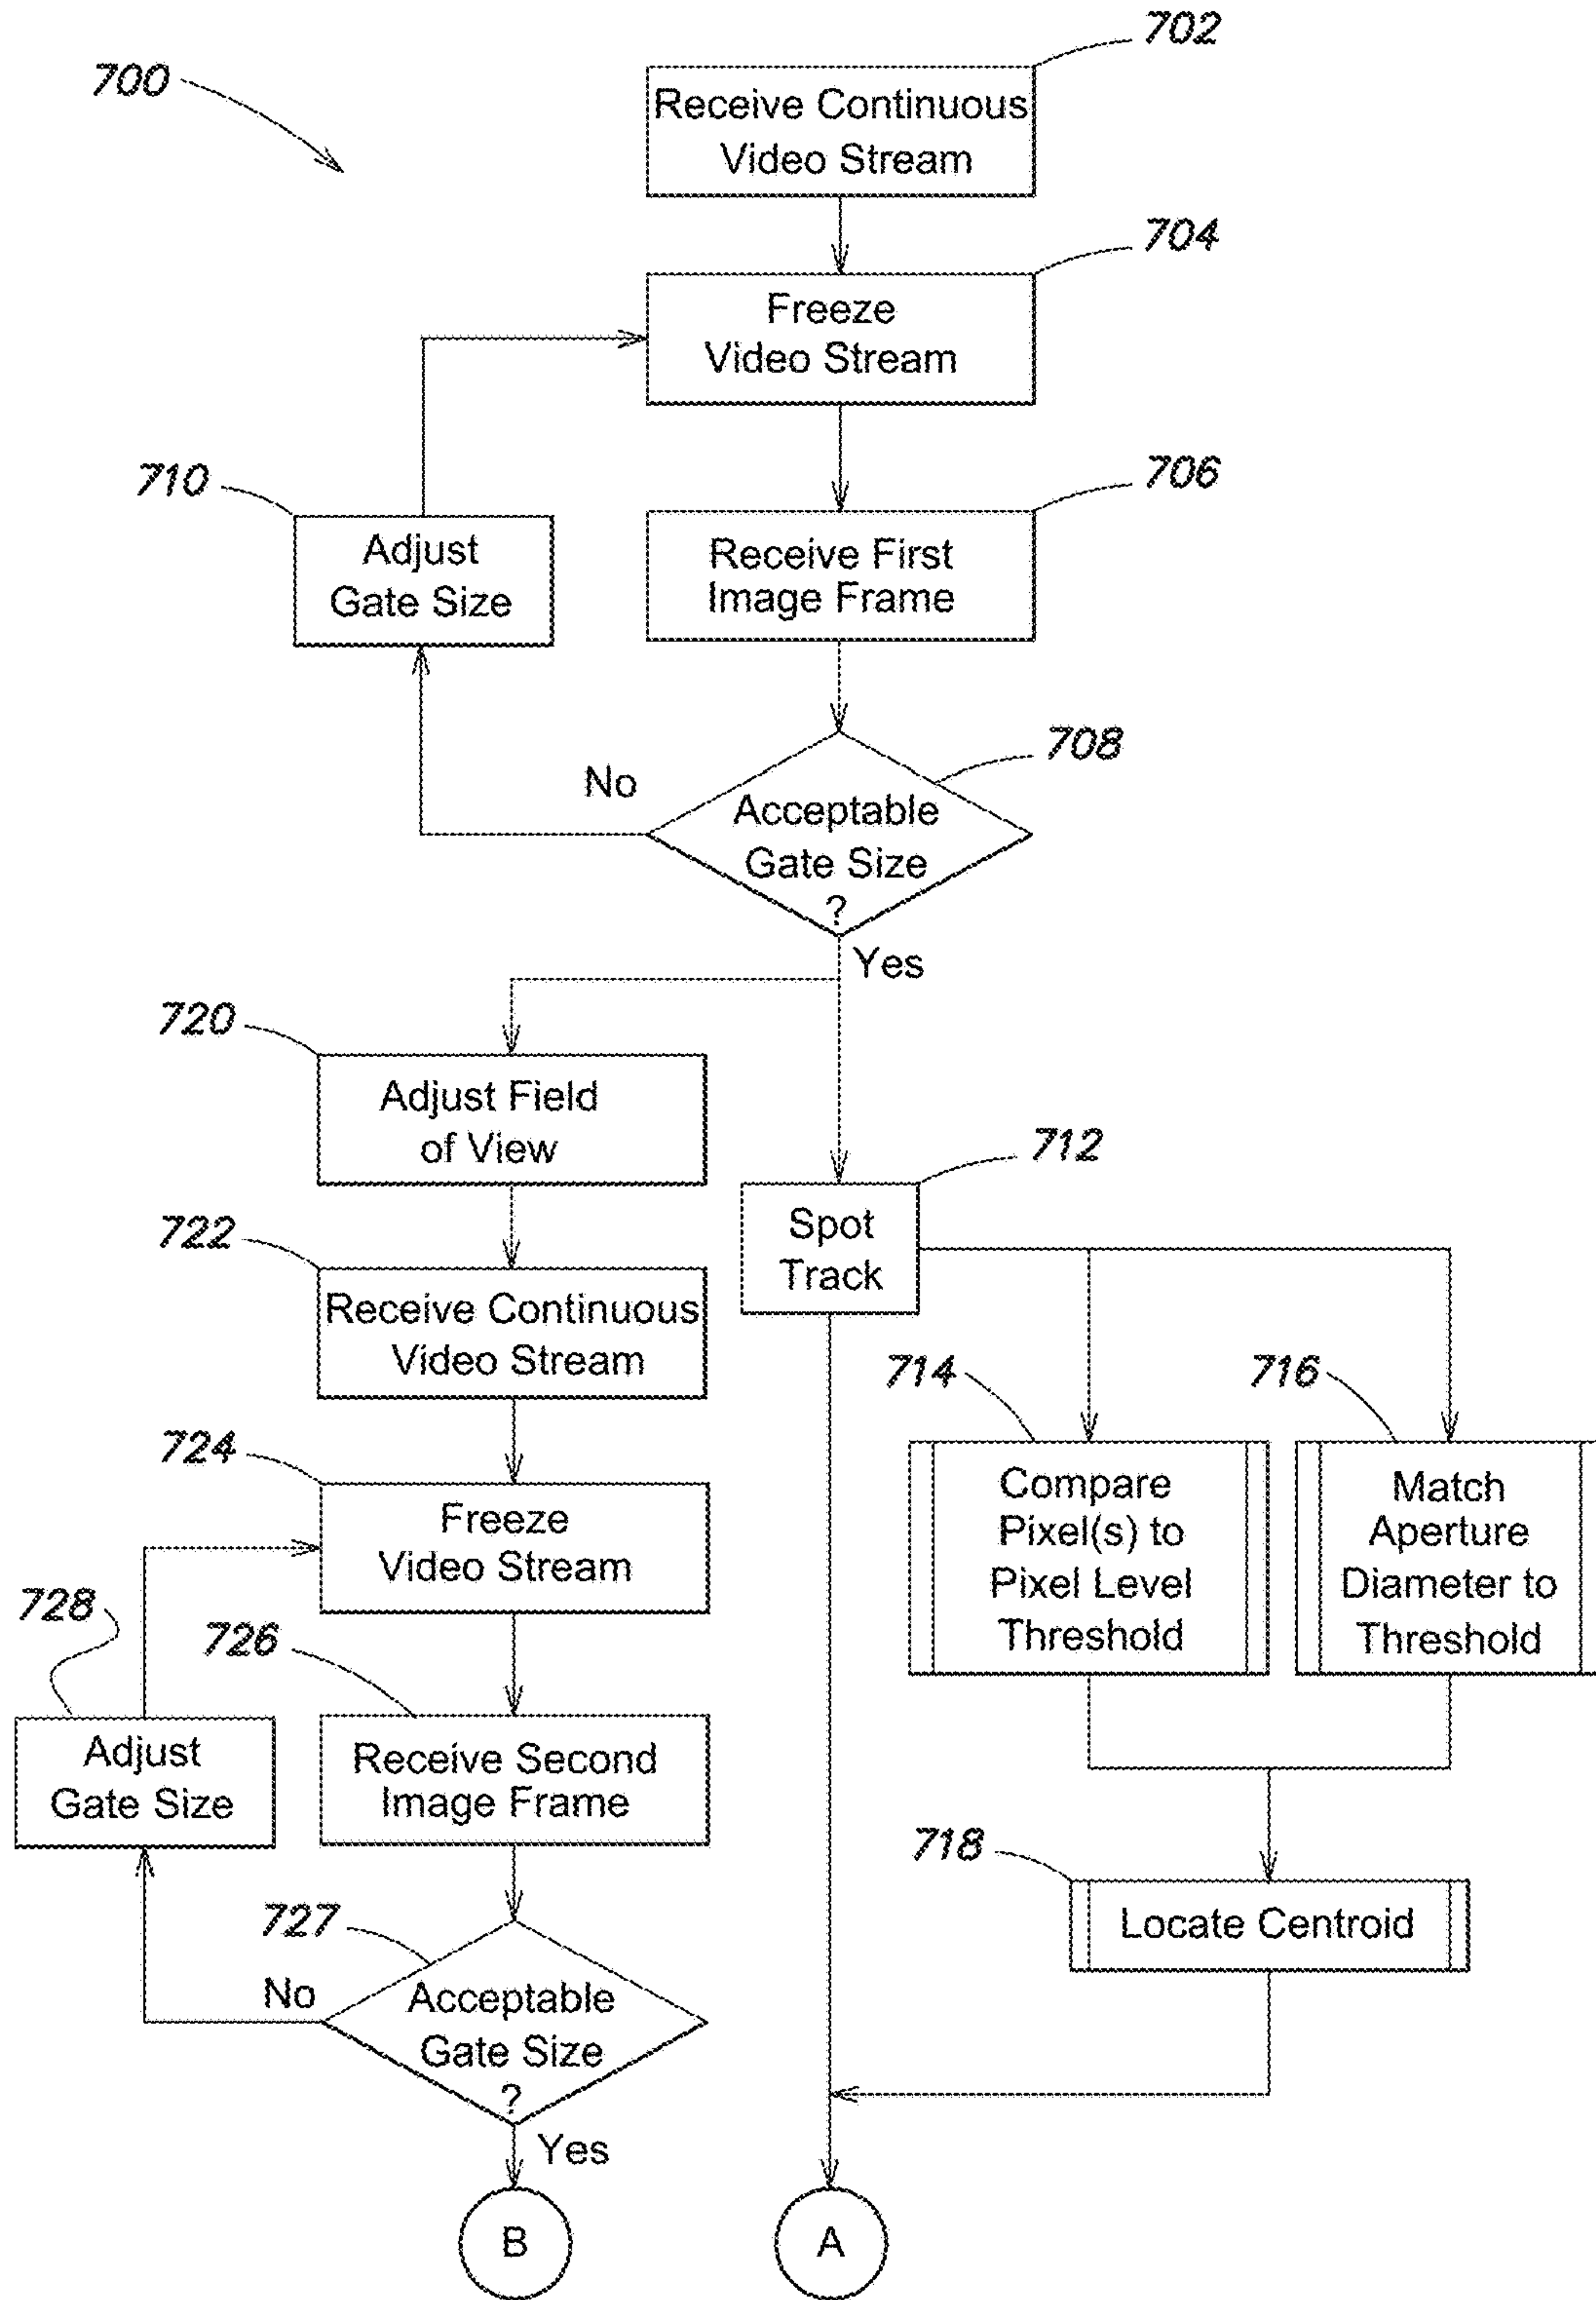 702
700
Receive Continuous
Video Stream
704
Freeze
Video Stream
710
706
Adjust
Gate Size
Receive First
Image Frame
708
No
Acceptable
Gate Size
?
Yes
720
Adjust Field
of View
712
Spot
Track
722
Receive Continuous
Video Stream
714
716
Compare
Pixel(s) to
Pixel Level
Threshold
Match
Aperture
Diameter to
Threshold
724
Freeze
Video Stream
728
726
Adjust
Gate Size
Receive Second
Image Frame
718
Locate Centroid
727
No
Acceptable
Gate Size
?
Yes
B
A